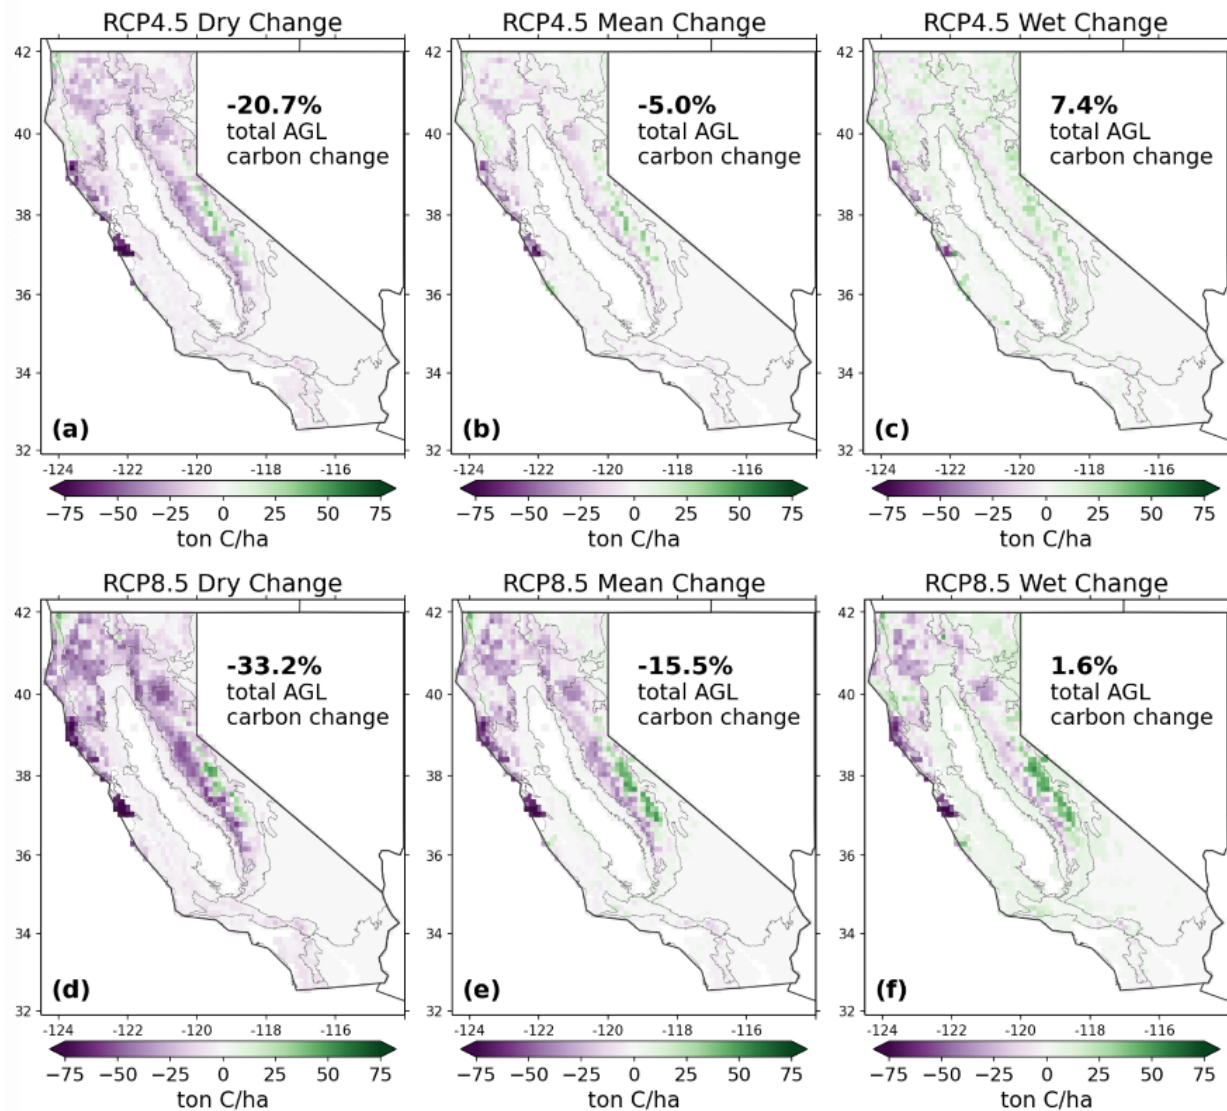 RCP4.5 Dry Change
RCP4.5 Mean Change
RCP4.5 Wet Change
42
40
38
36
34
32
-20.7%
total AGL
carbon change
(a)
-124
-122
-120
-118
-116
−75 −50 −25 0 25 50 75
ton C/ha
42
40
38
36
34
32
-5.0%
total AGL
carbon change
(b)
-124
-122
-120
-118
-116
−75 −50 −25 0 25 50 75
ton C/ha
42
40
38
36
34
32
7.4%
total AGL
carbon change
(c)
-124
-122
-120
-118
-116
−75 −50 −25 0 25 50 75
ton C/ha
RCP8.5 Dry Change
RCP8.5 Mean Change
RCP8.5 Wet Change
42
40
38
36
34
32
-33.2%
total AGL
carbon change
(d)
-124
-122
-120
-118
-116
−75 −50 −25 0 25 50 75
ton C/ha
42
40
38
36
34
32
-15.5%
total AGL
carbon change
(e)
-124
-122
-120
-118
-116
−75 −50 −25 0 25 50 75
ton C/ha
42
40
38
36
34
32
1.6%
total AGL
carbon change
(f)
-124
-122
-120
-118
-116
−75 −50 −25 0 25 50 75
ton C/ha